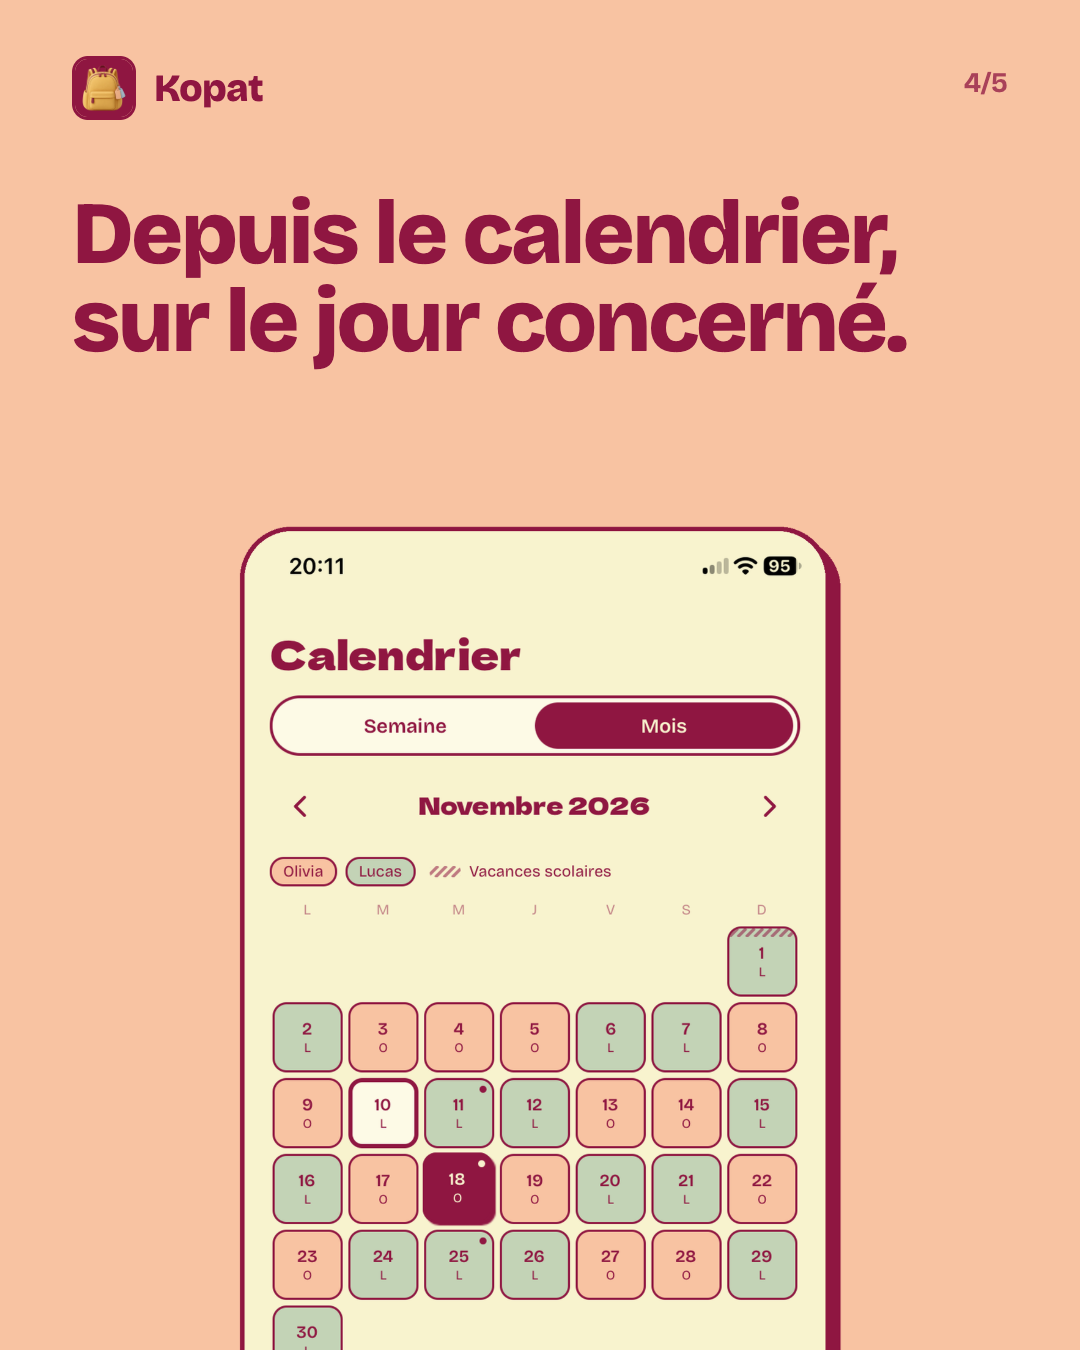 Kopat
4/5
Depuis le calendrier,
sur le jour concerné.
20:11
95
Calendrier
Semaine Mois
Novembre 2026
Olivia Lucas Vacances scolaires
L M M J V S D
1
L
2 3 4 5 6 7 8
L O O O L L O
9 10 11 12 13 14 15
O L L L O O L
16 17 18 19 20 21 22
L O O O L L O
23 24 25 26 27 28 29
O L L L O O L
30